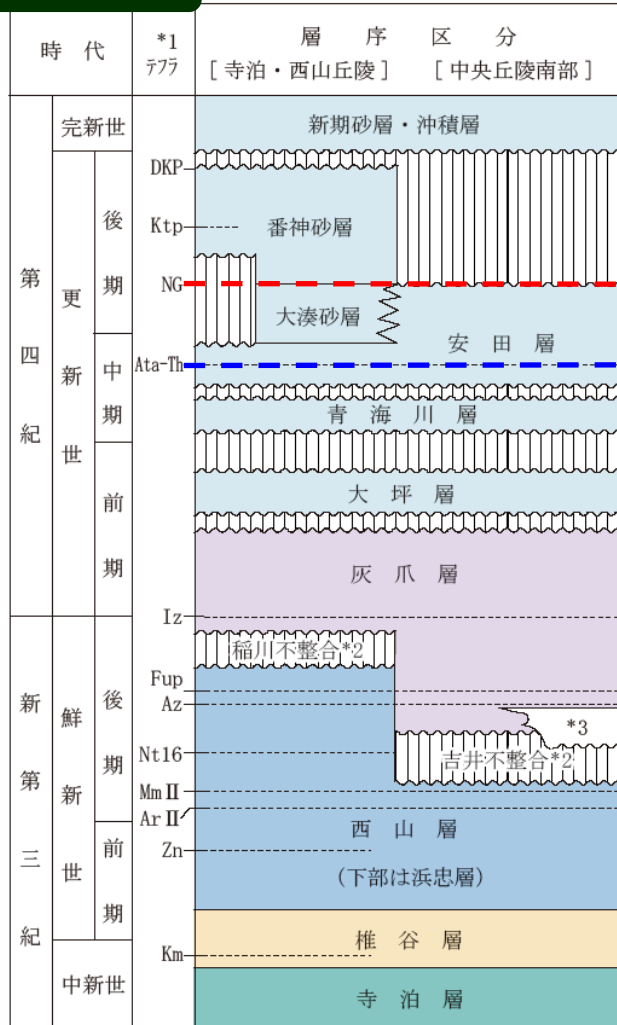 時代
*1
テフラ
層序区分
[寺泊・西山丘陵] [中央丘陵南部]
第四紀
完新世
更新世
後期
中期
前期
新第三紀
鮮新世
後期
前期
中新世
DKP
Ktp
NG
Ata-Th
Iz
Fup
Az
Nt16
MmⅡ
ArⅡ
Zn
Km
新期砂層・沖積層
番神砂層
大湊砂層
安田層
青海川層
大坪層
灰爪層
稲川不整合*2
*3
吉井不整合*2
西山層
(下部は浜忠層)
椎谷層
寺泊層